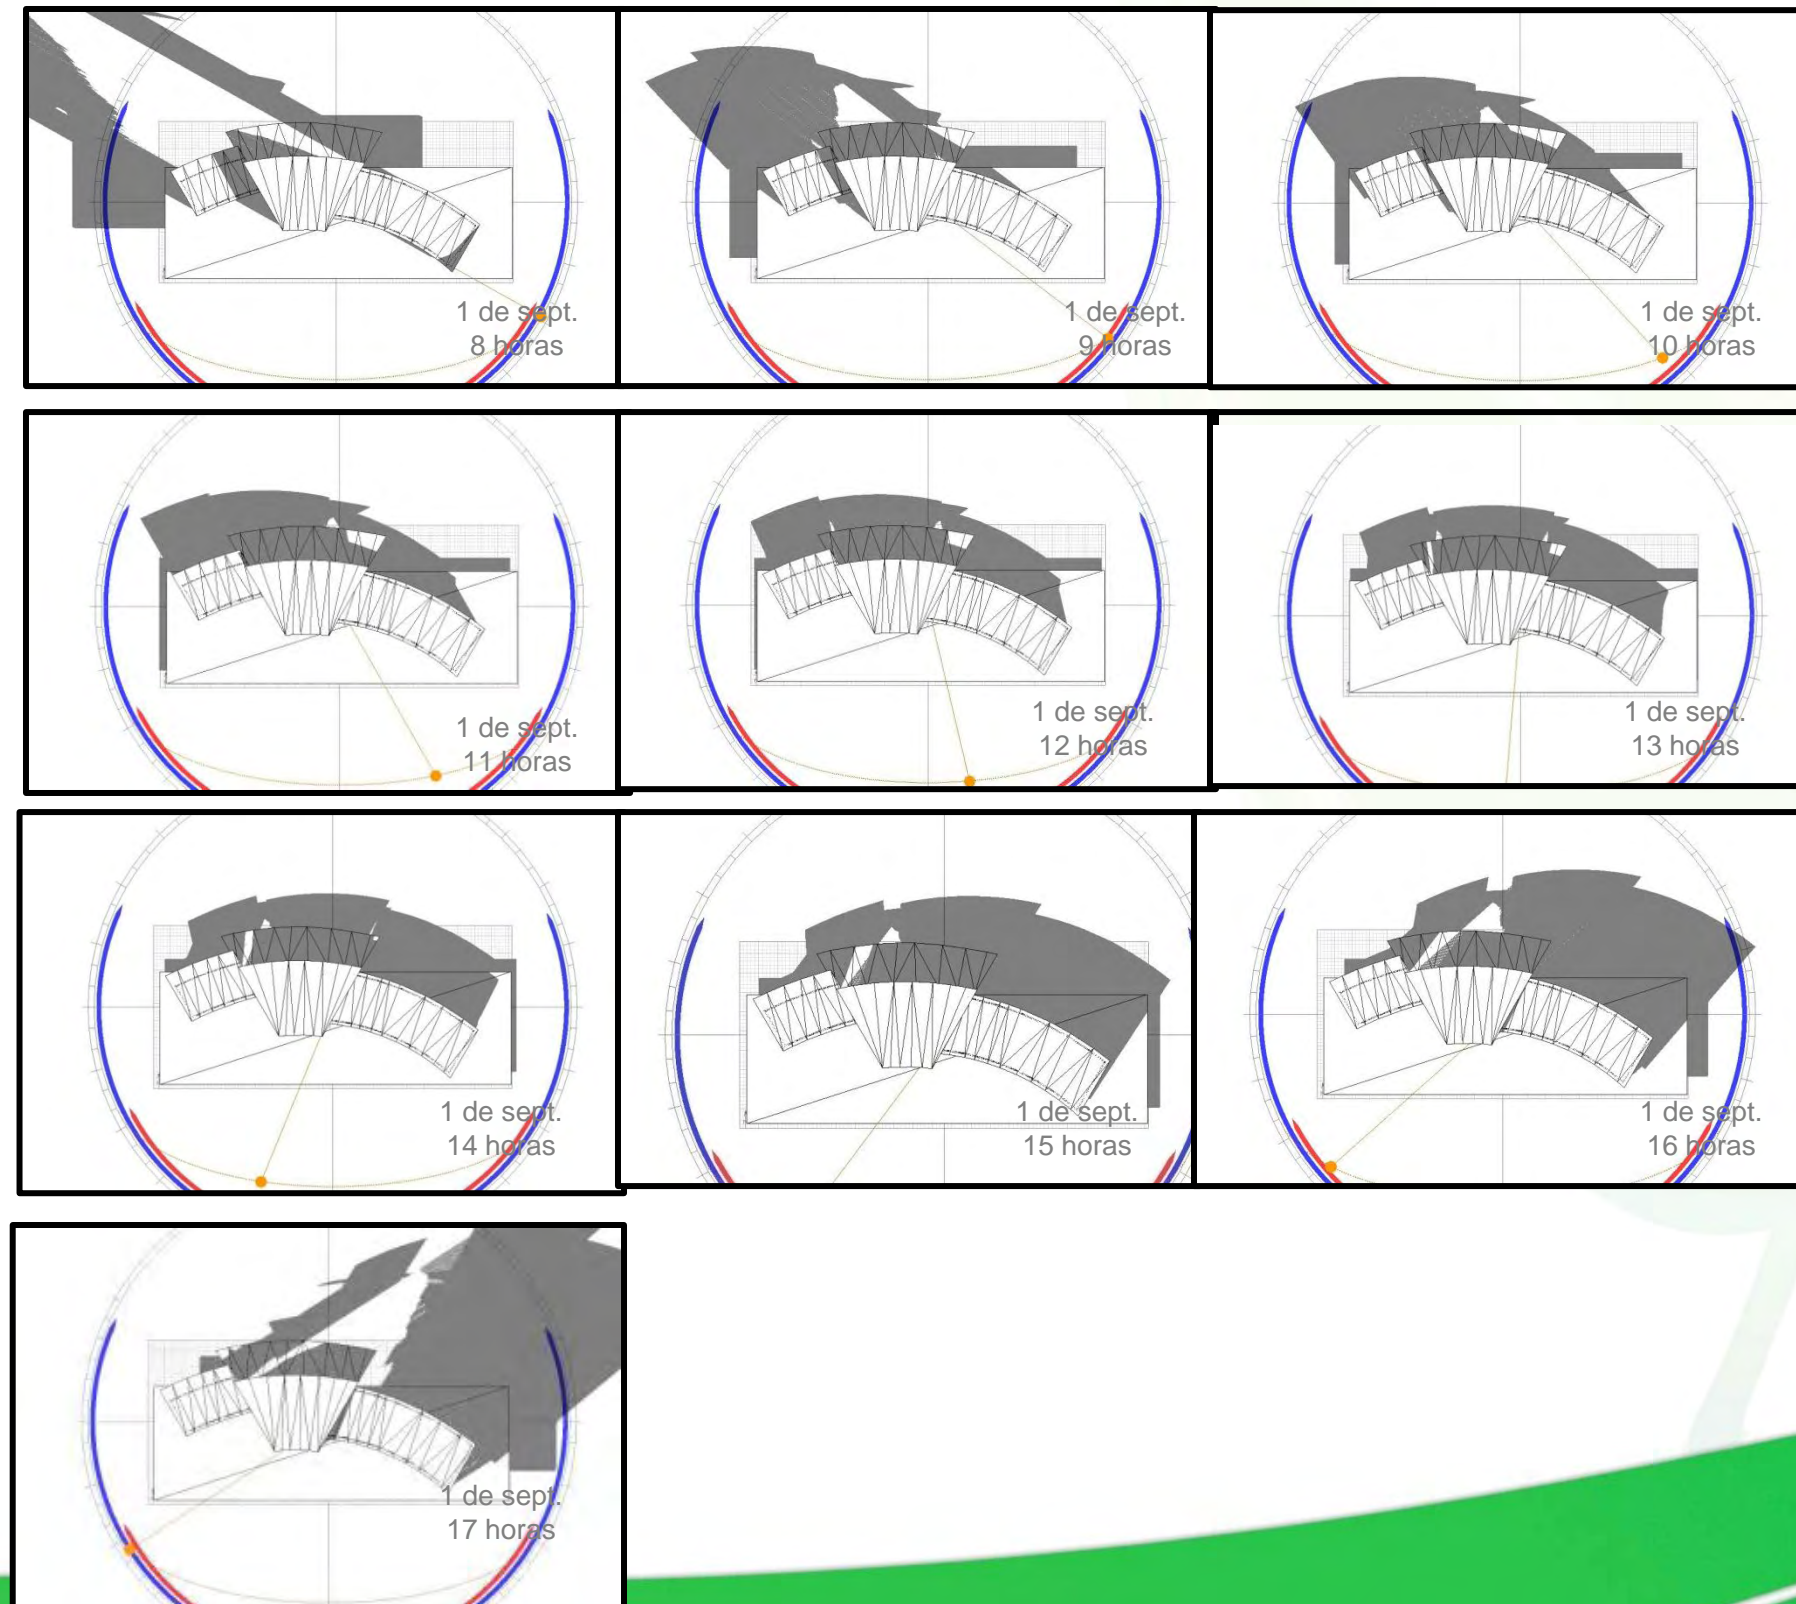 1 de sept.
8 horas
1 de sept.
9 horas
1 de sept.
10 horas
1 de sept.
11 horas
1 de sept.
12 horas
1 de sept.
13 horas
1 de sept.
14 horas
1 de sept.
15 horas
1 de sept.
16 horas
1 de sept.
17 horas